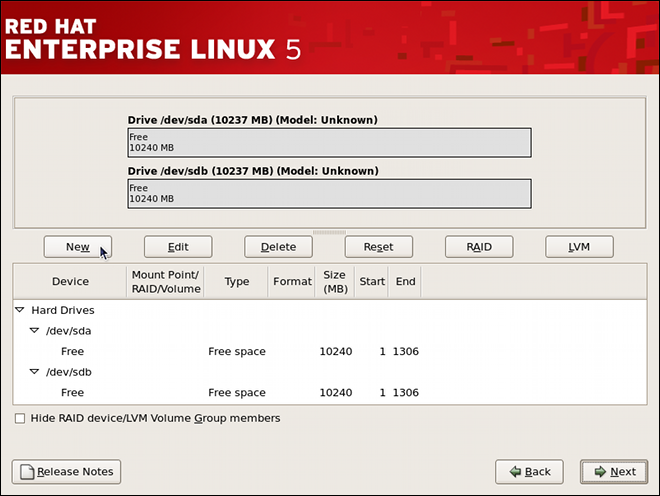 RED HAT
ENTERPRISE LINUX 5
Drive /dev/sda (10237 MB) (Model: Unknown)
Free
10240 MB
Drive /dev/sdb (10237 MB) (Model: Unknown)
Free
10240 MB
New Edit Delete Reset RAID LVM
Device Mount Point/ RAID/Volume Type Format Size (MB) Start End
Hard Drives
/dev/sda
Free Free space 10240 1 1306
/dev/sdb
Free Free space 10240 1 1306
Hide RAID device/LVM Volume Group members
Release Notes Back Next